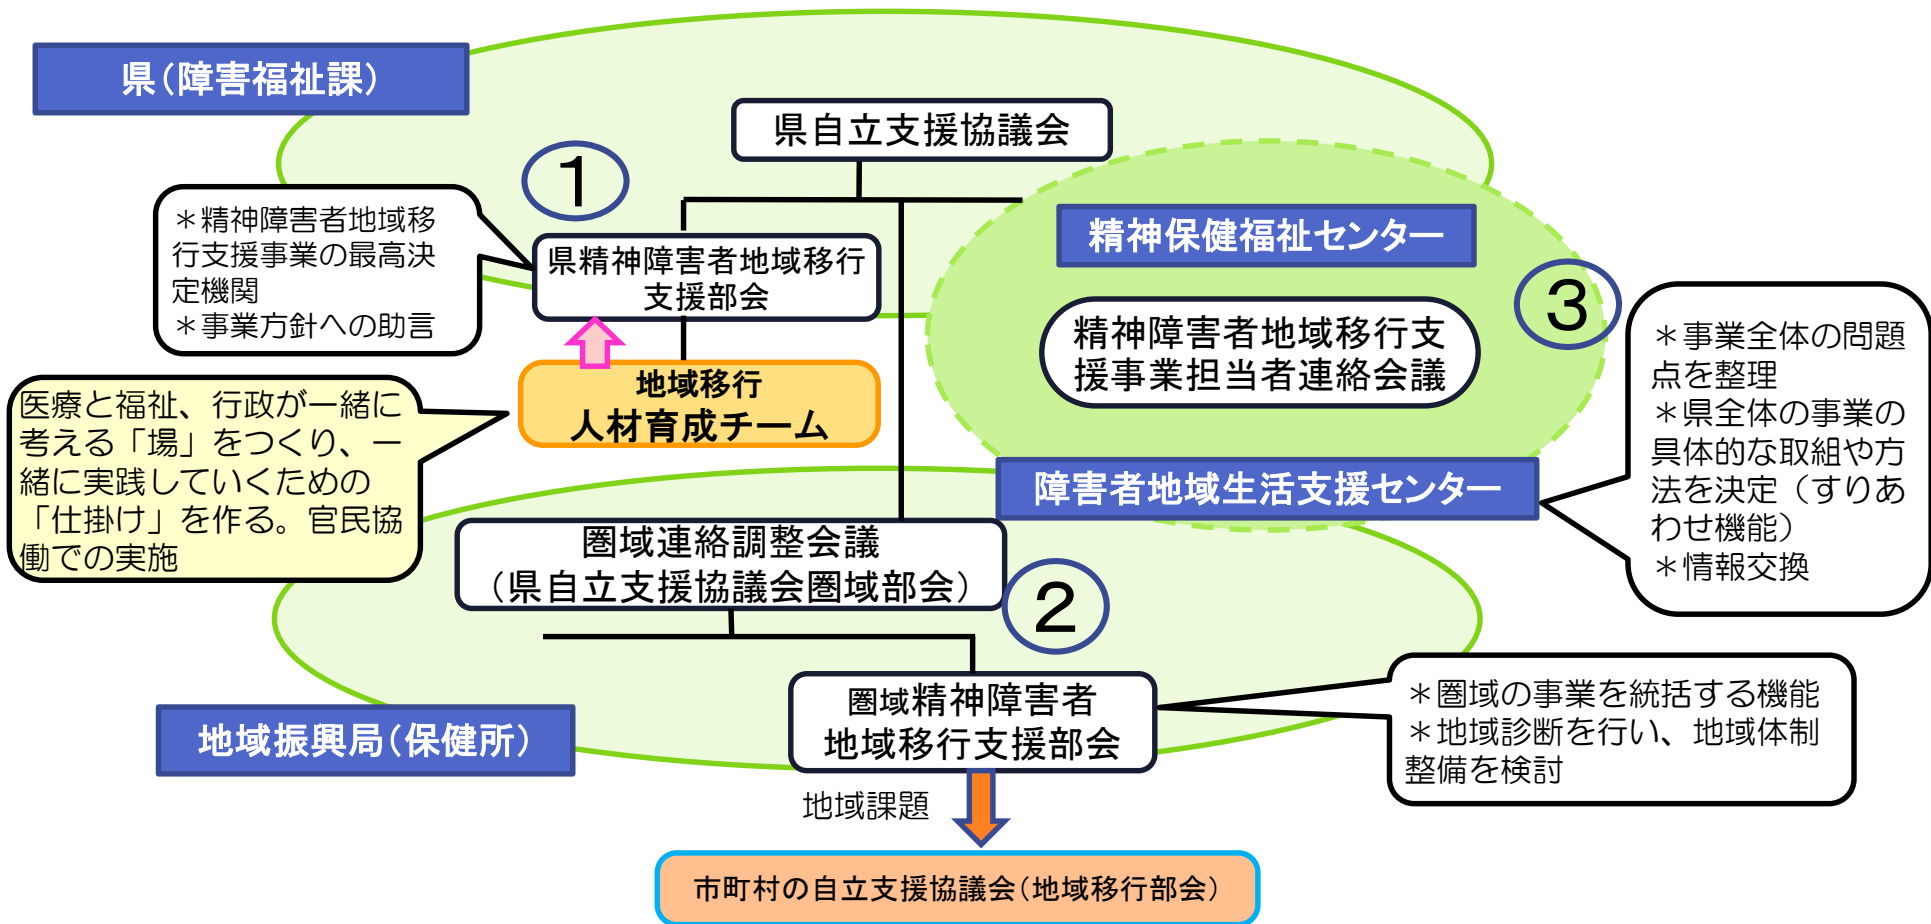 県（障害福祉課）
県自立支援協議会
①
＊精神障害者地域移
行支援事業の最高決
定機関
＊事業方針への助言
県精神障害者地域移行
支援部会
精神保健福祉センター
③
精神障害者地域移行支
援事業担当者連絡会議
＊事業全体の問題
点を整理
＊県全体の事業の
具体的な取組や方
法を決定（すりあ
わせ機能）
＊情報交換
地域移行
人材育成チーム
医療と福祉、行政が一緒に
考える「場」をつくり、一
緒に実践していくための
「仕掛け」を作る。官民協
働での実施
障害者地域生活支援センター
圏域連絡調整会議
（県自立支援協議会圏域部会）
②
圏域精神障害者
地域移行支援部会
＊圏域の事業を統括する機能
＊地域診断を行い、地域体制
整備を検討
地域振興局（保健所）
地域課題
市町村の自立支援協議会（地域移行部会）